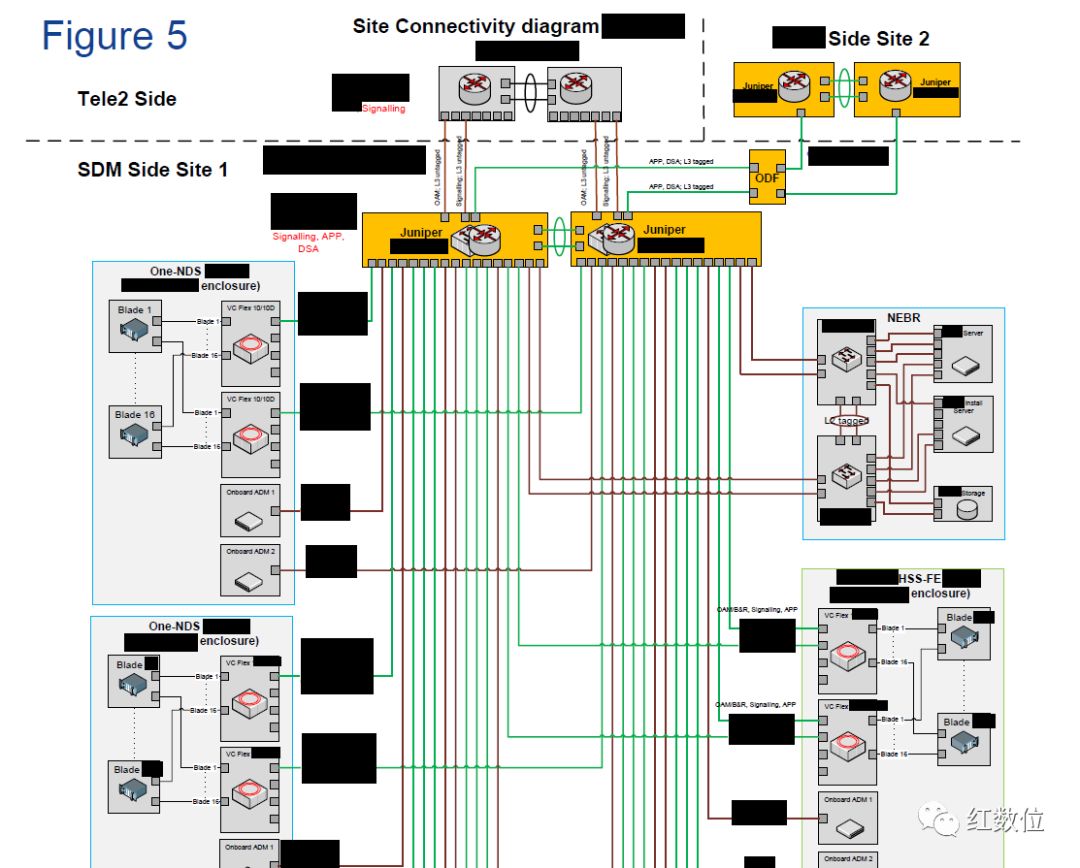 Figure 5
Site Connectivity diagram
Side Site 2
Tele2 Side
Signalling
Juniper
Juniper
SDM Side Site 1
OAM; L3 untagged
Signalling; L3 untagged
OAM; L3 untagged
Signalling; L3 untagged
APP, DSA; L3 tagged
APP, DSA; L3 tagged
ODF
Signalling, APP,
DSA
Juniper
Juniper
One-NDS
enclosure)
Blade 1
Blade 16
VC Flex 10/10D
Blade 1
Blade 16
VC Flex 10/10D
Blade 1
Blade 16
Onboard ADM 1
Onboard ADM 2
NEBR
Server
Install
Server
L2 tagged
Storage
One-NDS
enclosure)
Blade
Blade
VC Flex
Blade 1
Blade 16
VC Flex
Blade 1
Blade 16
Onboard ADM 1
HSS-FE
enclosure)
OAM/B&R, Signalling, APP
VC Flex
Blade 1
Blade 16
Blade
OAM/B&R, Signalling, APP
VC Flex
Blade 1
Blade 16
Blade
Onboard ADM 1
Onboard ADM 2
红数位